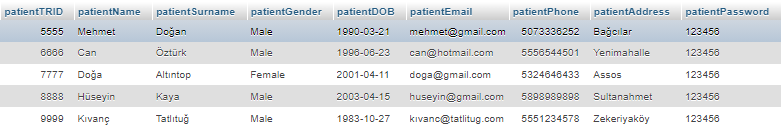 patientTRID patientName patientSurname patientGender patientDOB patientEmail patientPhone patientAddress patientPassword
5555 Mehmet Doğan Male 1990-03-21 mehmet@gmail.com 5073336252 Bağcılar 123456
6666 Can Öztürk Male 1996-06-23 can@hotmail.com 5556544501 Yenimahalle 123456
7777 Doğa Altıntop Female 2001-04-11 doga@gmail.com 5324646433 Assos 123456
8888 Hüseyin Kaya Male 2003-04-15 huseyin@gmail.com 5898989898 Sultanahmet 123456
9999 Kıvanç Tatlıtuğ Male 1983-10-27 kıvanc@tatlitug.com 5551234578 Zekeriyaköy 123456